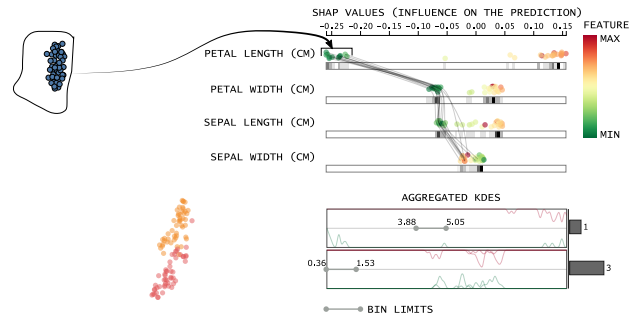 SHAP VALUES (INFLUENCE ON THE PREDICTION)
-0.25 -0.20 -0.15 -0.10 -0.05 0.00 0.05 0.10 0.15
FEATURE
MAX
MIN
PETAL LENGTH (CM)
PETAL WIDTH (CM)
SEPAL LENGTH (CM)
SEPAL WIDTH (CM)
AGGREGATED KDES
3.88 5.05
1
0.36 1.53
3
BIN LIMITS